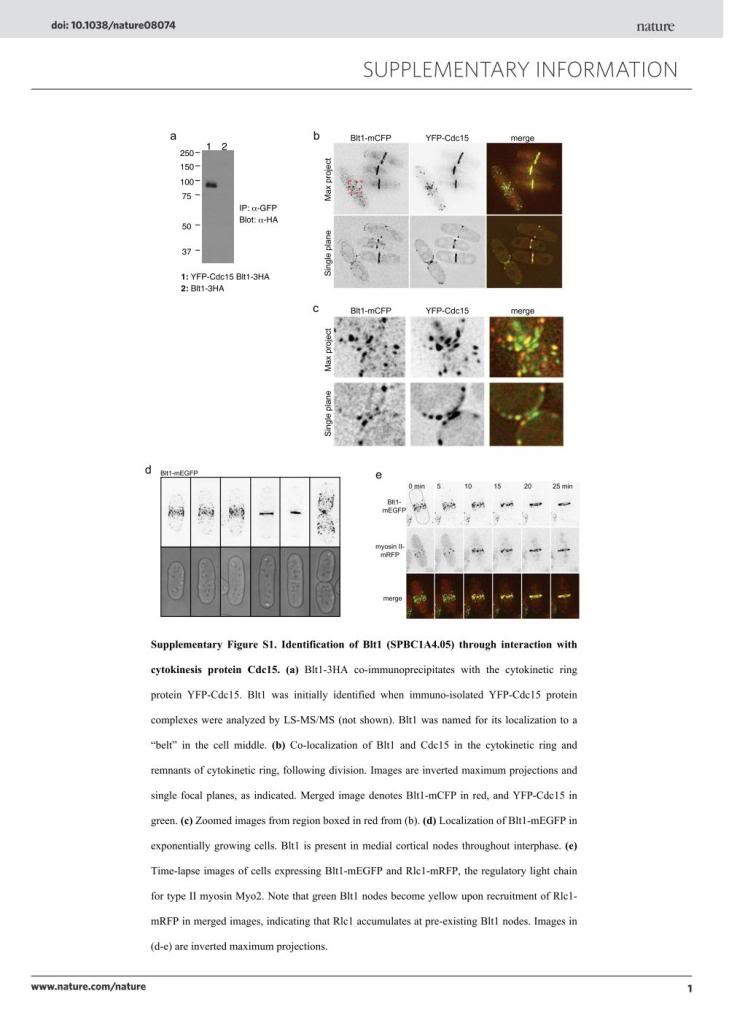 doi: 10.1038/nature08074
nature
SUPPLEMENTARY INFORMATION
a
1 2
250
150
100
75
50
37
IP: α-GFP
Blot: α-HA
1: YFP-Cdc15 Blt1-3HA
2: Blt1-3HA
b
Blt1-mCFP YFP-Cdc15 merge
Max project
Single plane
c
Blt1-mCFP YFP-Cdc15 merge
Max project
Single plane
d
Blt1-mEGFP
e
0 min 5 10 15 20 25 min
Blt1-
mEGFP
myosin II-
mRFP
merge
Supplementary Figure S1. Identification of Blt1 (SPBC1A4.05) through interaction with
cytokinesis protein Cdc15. (a) Blt1-3HA co-immunoprecipitates with the cytokinetic ring
protein YFP-Cdc15. Blt1 was initially identified when immuno-isolated YFP-Cdc15 protein
complexes were analyzed by LS-MS/MS (not shown). Blt1 was named for its localization to a
“belt” in the cell middle. (b) Co-localization of Blt1 and Cdc15 in the cytokinetic ring and
remnants of cytokinetic ring, following division. Images are inverted maximum projections and
single focal planes, as indicated. Merged image denotes Blt1-mCFP in red, and YFP-Cdc15 in
green. (c) Zoomed images from region boxed in red from (b). (d) Localization of Blt1-mEGFP in
exponentially growing cells. Blt1 is present in medial cortical nodes throughout interphase. (e)
Time-lapse images of cells expressing Blt1-mEGFP and Rlc1-mRFP, the regulatory light chain
for type II myosin Myo2. Note that green Blt1 nodes become yellow upon recruitment of Rlc1-
mRFP in merged images, indicating that Rlc1 accumulates at pre-existing Blt1 nodes. Images in
(d-e) are inverted maximum projections.
www.nature.com/nature
1